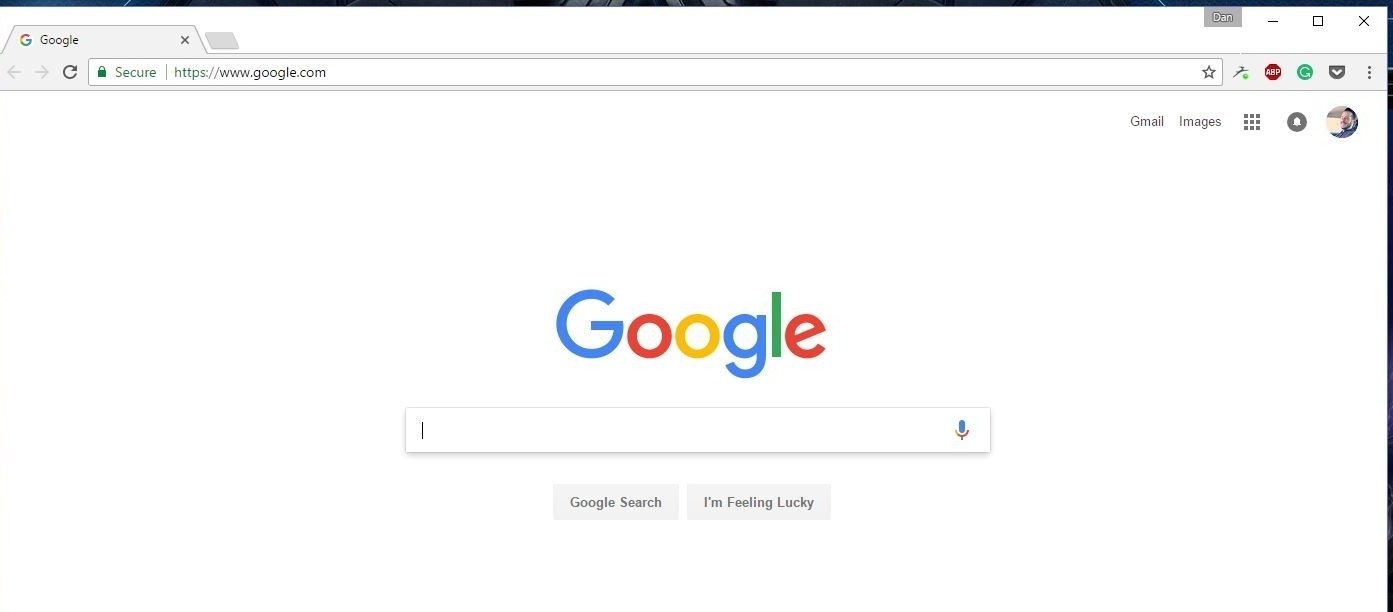 Dan
Google
Secure https://www.google.com
ABP
Gmail Images
Google
Google Search I'm Feeling Lucky